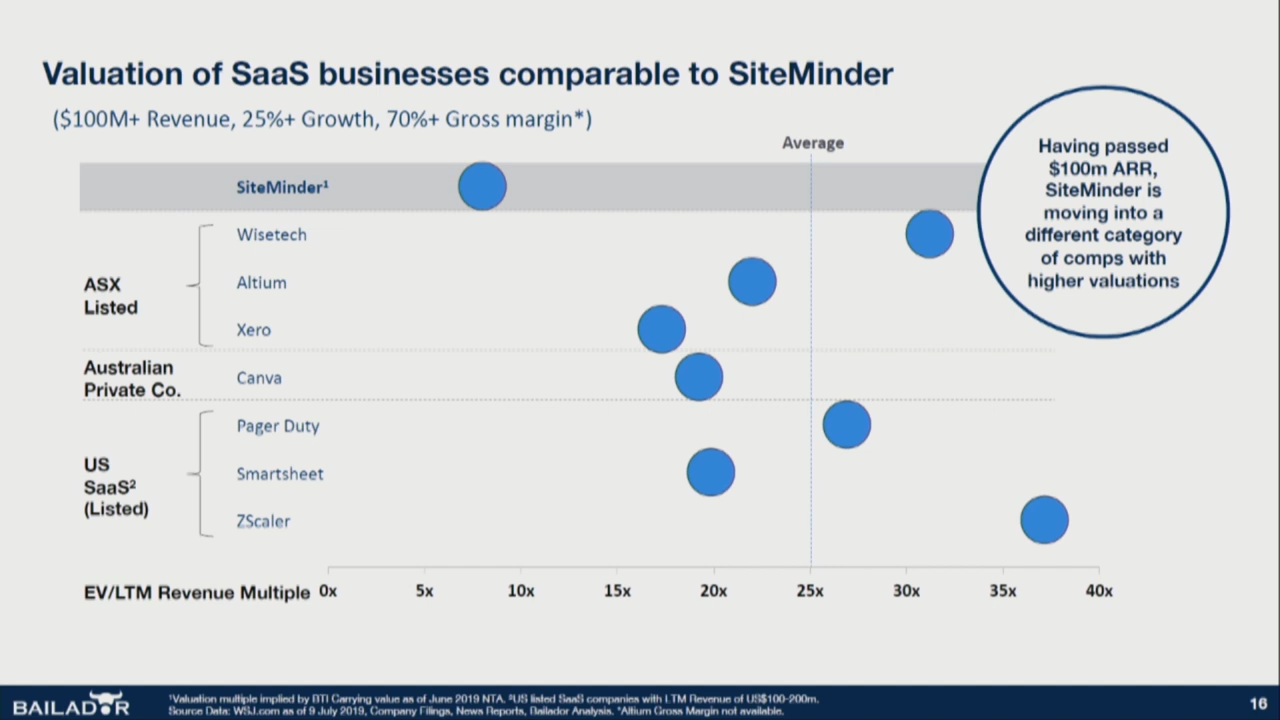 Valuation of SaaS businesses comparable to SiteMinder
($100M+ Revenue, 25%+ Growth, 70%+ Gross margin*)
Average
Having passed
$100m ARR,
SiteMinder is
moving into a
different category
of comps with
higher valuations
SiteMinder¹
ASX
Listed
Wisetech
Altium
Xero
Australian
Private Co.
Canva
US
SaaS²
(Listed)
Pager Duty
Smartsheet
ZScaler
EV/LTM Revenue Multiple 0x 5x 10x 15x 20x 25x 30x 35x 40x
BAILADOR
¹Valuation multiple implied by BTI Carrying value as of June 2019 NTA. ²US listed SaaS companies with LTM Revenue of US$100-200m.
Source Data: WSJ.com as of 9 July 2019, Company Filings, News Reports, Bailador Analysis. *Altium Gross Margin not available.
16